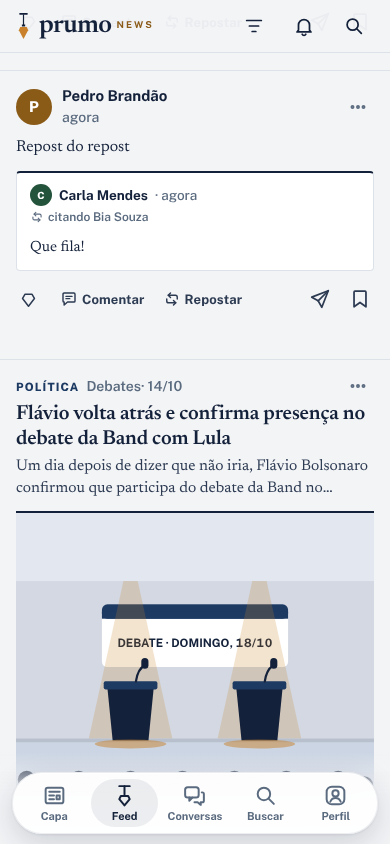 prumo NEWS
P
Pedro Brandão
agora
Repost do repost
C
Carla Mendes · agora
citando Bia Souza
Que fila!
Comentar
Repostar
POLÍTICA Debates· 14/10
Flávio volta atrás e confirma presença no
debate da Band com Lula
Um dia depois de dizer que não iria, Flávio Bolsonaro
confirmou que participa do debate da Band no…
DEBATE · DOMINGO, 18/10
Capa
Feed
Conversas
Buscar
Perfil